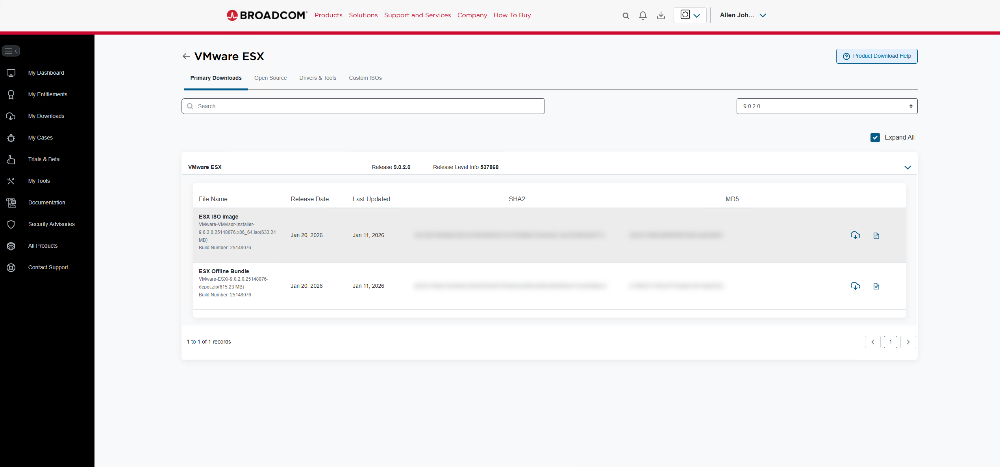 BROADCOM
Products Solutions Support and Services Company How To Buy
Allen Joh...
My Dashboard
My Entitlements
My Downloads
My Cases
Trials & Beta
My Tools
Documentation
Security Advisories
All Products
Contact Support
VMware ESX
Product Download Help
Primary Downloads Open Source Drivers & Tools Custom ISOs
Search
9.0.2.0
Expand All
VMware ESX Release 9.0.2.0 Release Level Info 537868
File Name Release Date Last Updated SHA2 MD5
ESX ISO image
VMware-VMvisor-Installer-
9.0.2.0.25148076.x86_64.iso(633.24
MB)
Build Number: 25148076
Jan 20, 2026 Jan 11, 2026
ESX Offline Bundle
VMware-ESXi-9.0.2.0.25148076-
depot.zip(615.23 MB)
Build Number: 25148076
Jan 20, 2026 Jan 11, 2026
1 to 1 of 1 records
1